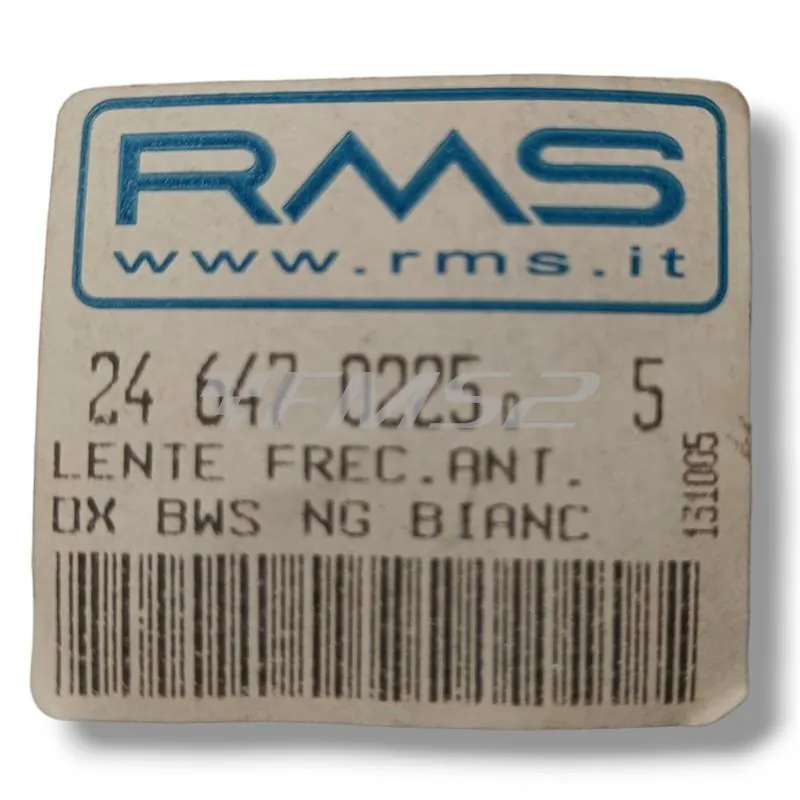 RMS
www.rms.it
24 647 0225 5
LENTE FREC.ANT.
DX BWS NG BIANC
131005